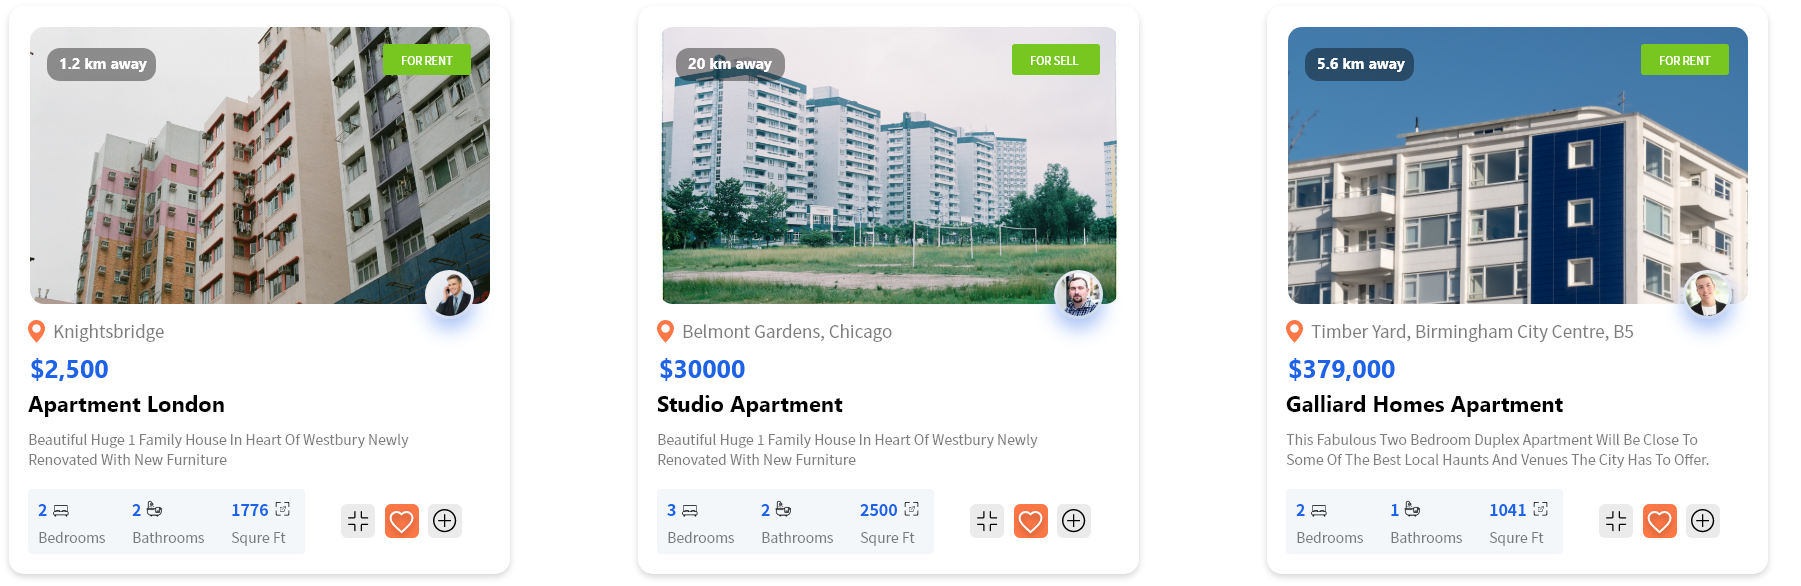 1.2 km away
FOR RENT
Knightsbridge
$2,500
Apartment London
Beautiful Huge 1 Family House In Heart Of Westbury Newly
Renovated With New Furniture
2
2
1776
Bedrooms
Bathrooms
Squre Ft
20 km away
FOR SELL
Belmont Gardens, Chicago
$30000
Studio Apartment
Beautiful Huge 1 Family House In Heart Of Westbury Newly
Renovated With New Furniture
3
2
2500
Bedrooms
Bathrooms
Squre Ft
5.6 km away
FOR RENT
Timber Yard, Birmingham City Centre, B5
$379,000
Galliard Homes Apartment
This Fabulous Two Bedroom Duplex Apartment Will Be Close To
Some Of The Best Local Haunts And Venues The City Has To Offer.
2
1
1041
Bedrooms
Bathrooms
Squre Ft